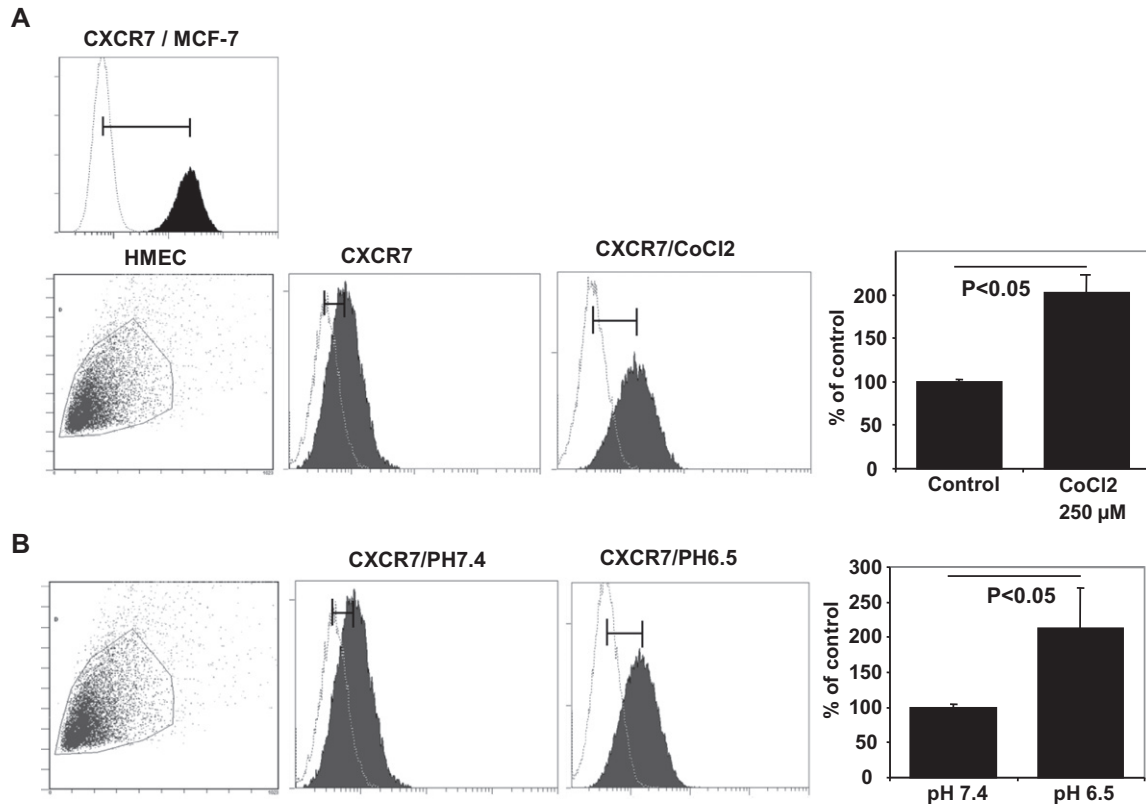 A
CXCR7 / MCF-7
HMEC
CXCR7
CXCR7/CoCl2
% of control
200
150
100
50
0
P<0.05
Control
CoCl2
250 µM
B
CXCR7/PH7.4
CXCR7/PH6.5
% of control
300
250
200
150
100
50
0
P<0.05
pH 7.4
pH 6.5